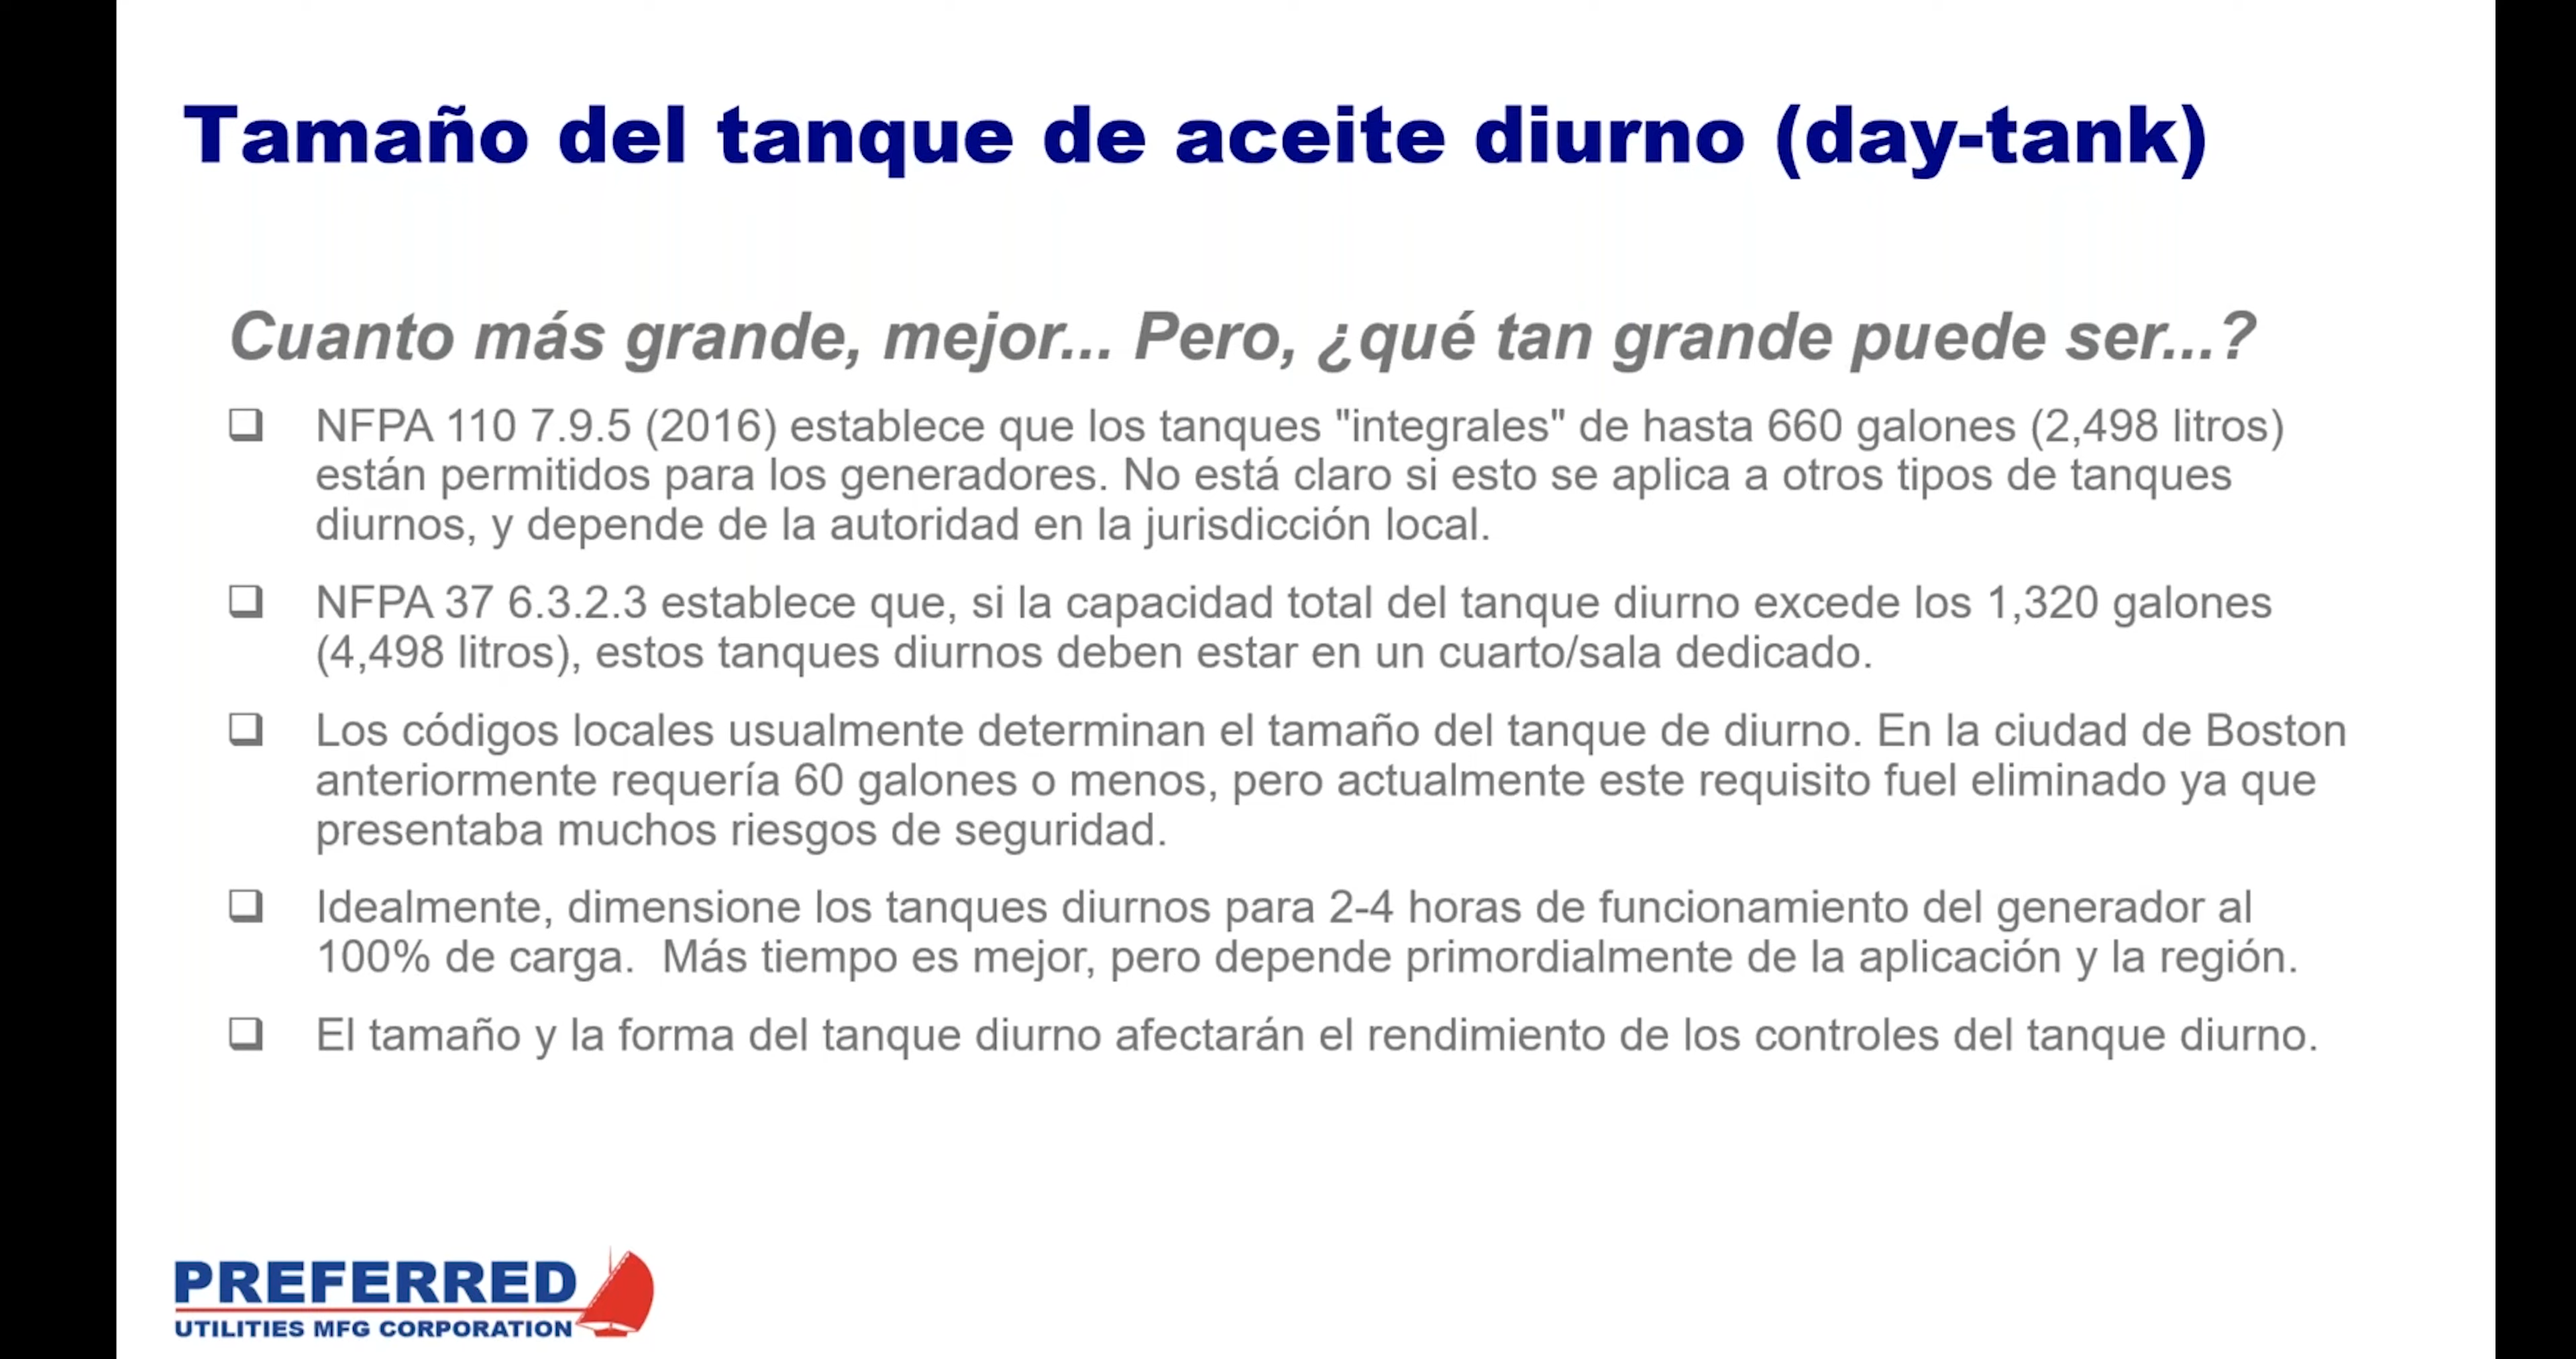 Tamaño del tanque de aceite diurno (day-tank)
Cuanto más grande, mejor... Pero, ¿qué tan grande puede ser...?
❑ NFPA 110 7.9.5 (2016) establece que los tanques "integrales" de hasta 660 galones (2,498 litros)
están permitidos para los generadores. No está claro si esto se aplica a otros tipos de tanques
diurnos, y depende de la autoridad en la jurisdicción local.
❑ NFPA 37 6.3.2.3 establece que, si la capacidad total del tanque diurno excede los 1,320 galones
(4,498 litros), estos tanques diurnos deben estar en un cuarto/sala dedicado.
❑ Los códigos locales usualmente determinan el tamaño del tanque de diurno. En la ciudad de Boston
anteriormente requería 60 galones o menos, pero actualmente este requisito fuel eliminado ya que
presentaba muchos riesgos de seguridad.
❑ Idealmente, dimensione los tanques diurnos para 2-4 horas de funcionamiento del generador al
100% de carga.  Más tiempo es mejor, pero depende primordialmente de la aplicación y la región.
❑ El tamaño y la forma del tanque diurno afectarán el rendimiento de los controles del tanque diurno.
PREFERRED
UTILITIES MFG CORPORATION